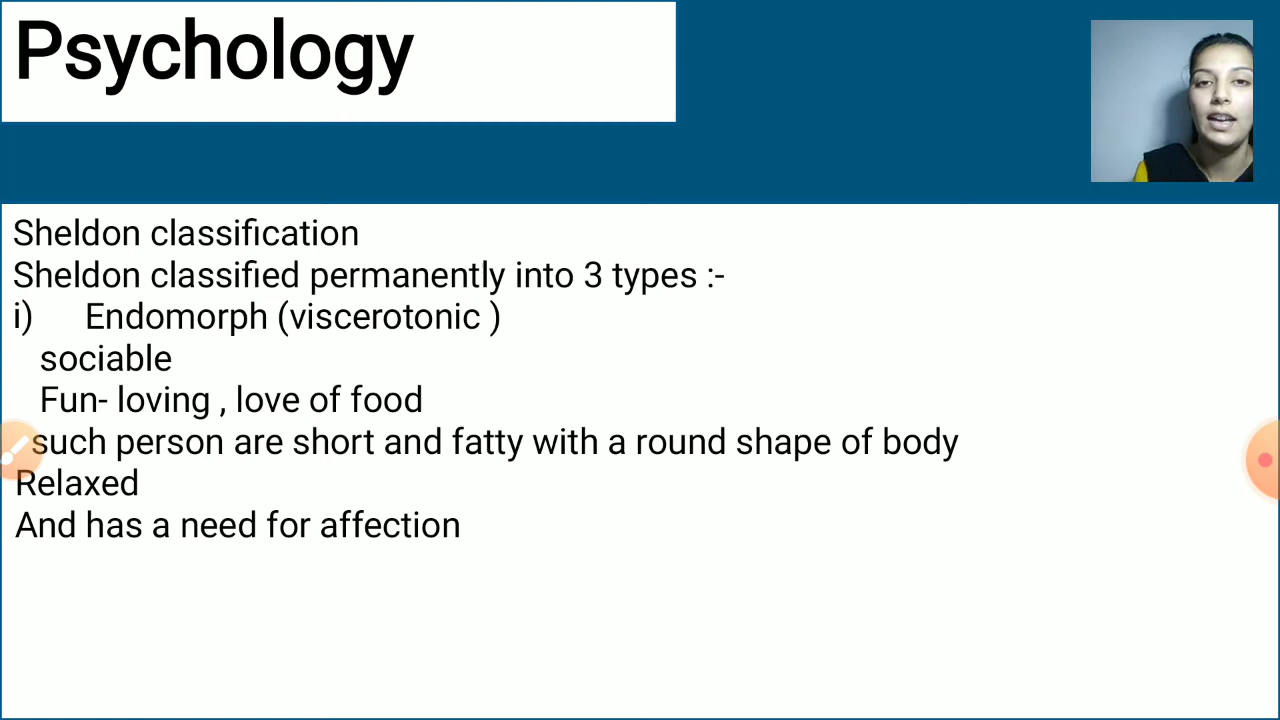 Psychology
Sheldon classification
Sheldon classified permanently into 3 types :-
i) Endomorph (viscerotonic )
sociable
Fun- loving , love of food
such person are short and fatty with a round shape of body
Relaxed
And has a need for affection